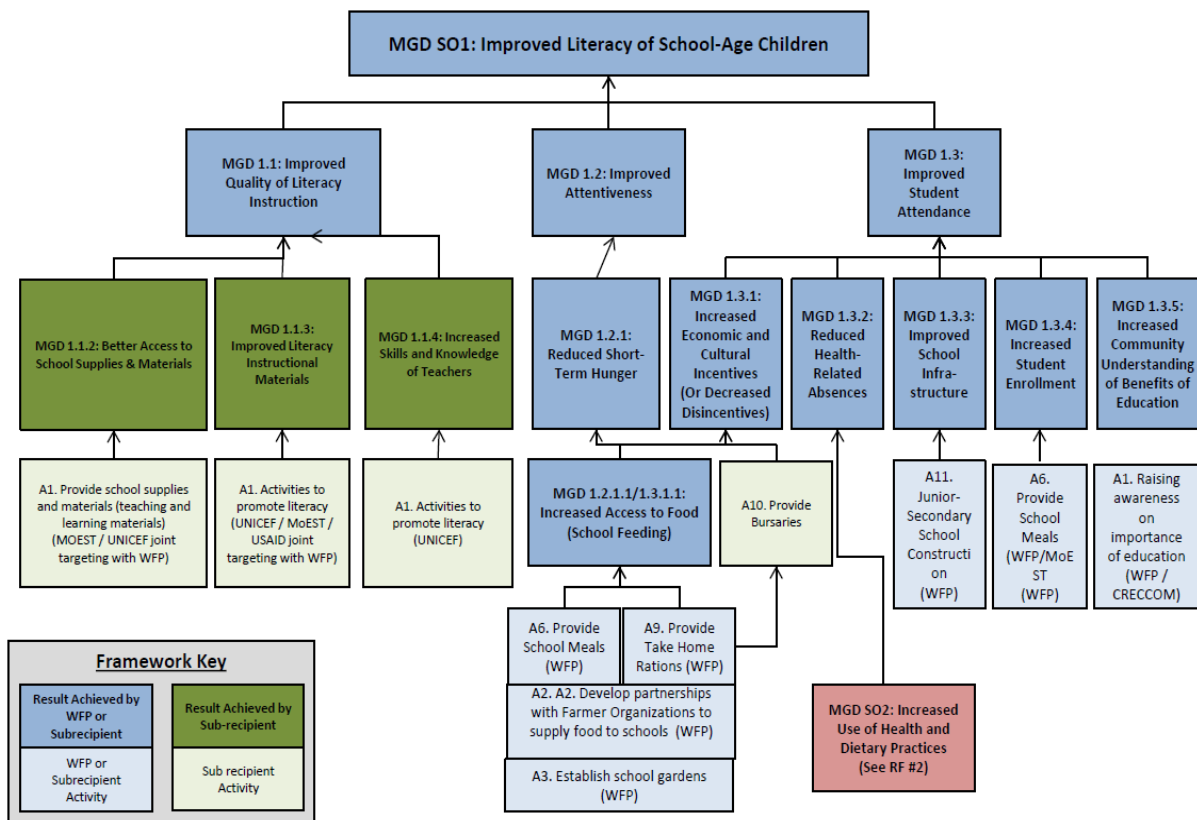 MGD SO1: Improved Literacy of School-Age Children
MGD 1.1: Improved
Quality of Literacy
Instruction
MGD 1.2: Improved
Attentiveness
MGD 1.3:
Improved
Student
Attendance
MGD 1.1.2: Better Access to
School Supplies & Materials
MGD 1.1.3:
Improved Literacy
Instructional
Materials
MGD 1.1.4: Increased
Skills and Knowledge
of Teachers
MGD 1.2.1:
Reduced Short-
Term Hunger
MGD 1.3.1:
Increased
Economic and
Cultural
Incentives
(Or Decreased
Disincentives)
MGD 1.3.2:
Reduced
Health-
Related
Absences
MGD 1.3.3:
Improved
School
Infra-
structure
MGD 1.3.4:
Increased
Student
Enrollment
MGD 1.3.5:
Increased
Community
Understanding
of Benefits of
Education
A1. Provide school supplies
and materials (teaching and
learning materials)
(MOEST / UNICEF joint
targeting with WFP)
A1. Activities to
promote literacy
(UNICEF / MoEST /
USAID joint
targeting with WFP)
A1. Activities to
promote literacy
(UNICEF)
MGD 1.2.1.1/1.3.1.1:
Increased Access to Food
(School Feeding)
A10. Provide
Bursaries
A11.
Junior-
Secondary
School
Constructi
on
(WFP)
A6.
Provide
School
Meals
(WFP/MoE
ST
(WFP)
A1. Raising
awareness
on
importance
of education
(WFP /
CRECCOM)
A6. Provide
School Meals
(WFP)
A9. Provide
Take Home
Rations (WFP)
A2. A2. Develop partnerships
with Farmer Organizations to
supply food to schools (WFP)
A3. Establish school gardens
(WFP)
MGD SO2: Increased
Use of Health and
Dietary Practices
(See RF #2)
Framework Key
Result Achieved by
WFP or
Subrecipient
Result Achieved by
Sub-recipient
WFP or
Subrecipient
Activity
Sub recipient
Activity